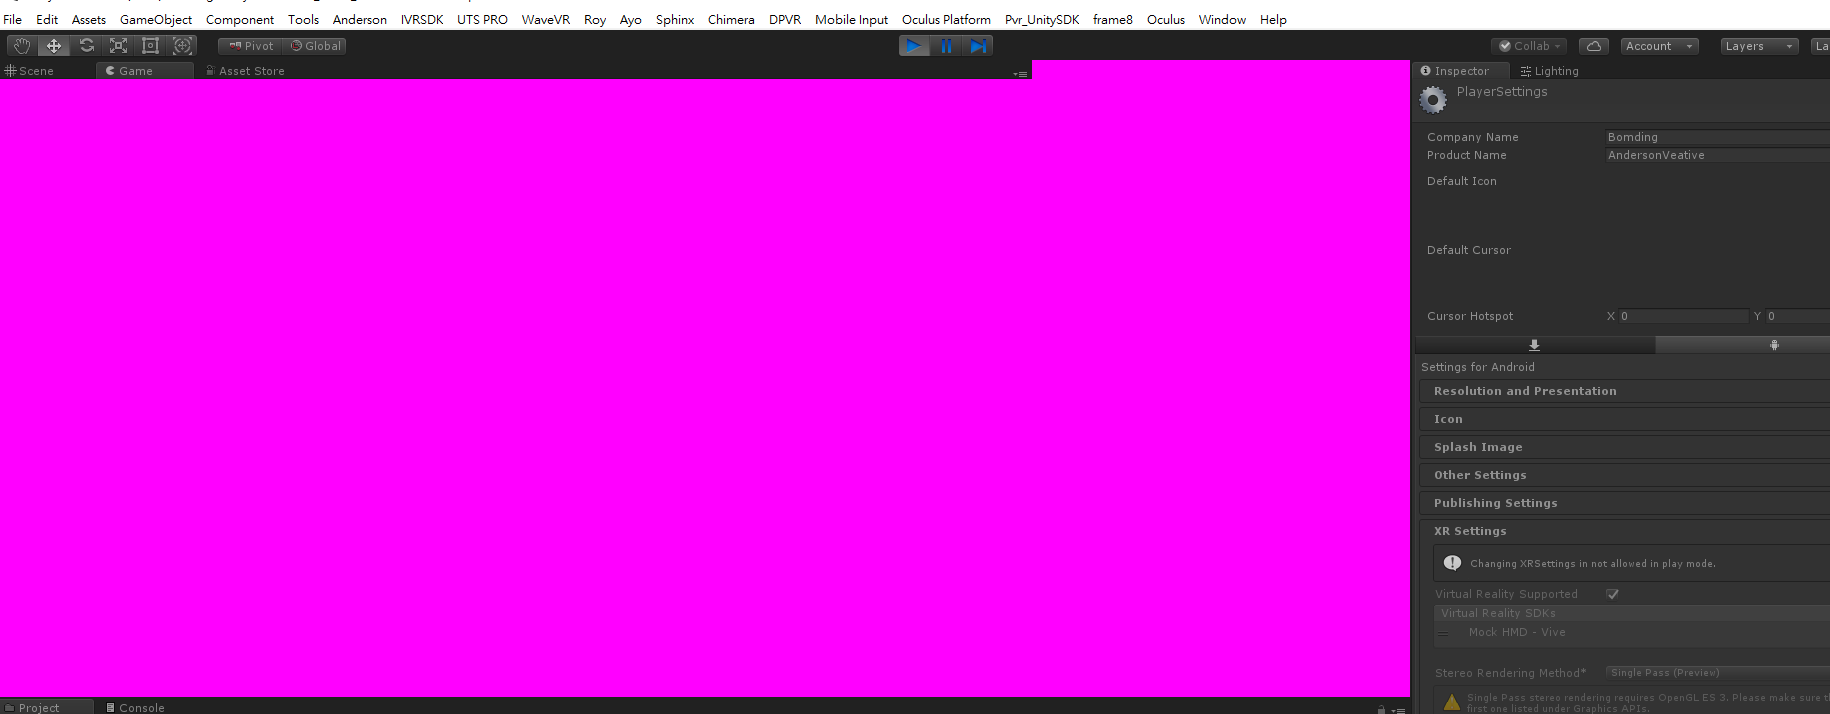 File Edit Assets GameObject Component Tools Anderson IVRSDK UTS PRO WaveVR Roy Ayo Sphinx Chimera DPVR Mobile Input Oculus Platform Pvr_UnitySDK frame8 Oculus Window Help
Pivot Global Collab Account Layers La
Scene Game Asset Store Inspector Lighting
PlayerSettings
Company Name Bomding
Product Name AndersonVeative
Default Icon
Default Cursor
Cursor Hotspot X 0 Y 0
Settings for Android
Resolution and Presentation
Icon
Splash Image
Other Settings
Publishing Settings
XR Settings
Changing XRSettings in not allowed in play mode.
Virtual Reality Supported
Virtual Reality SDKs
Mock HMD - Vive
Stereo Rendering Method* Single Pass (Preview)
Single Pass stereo rendering requires OpenGL ES 3. Please make sure t
first one listed under Graphics APIs.
Project Console